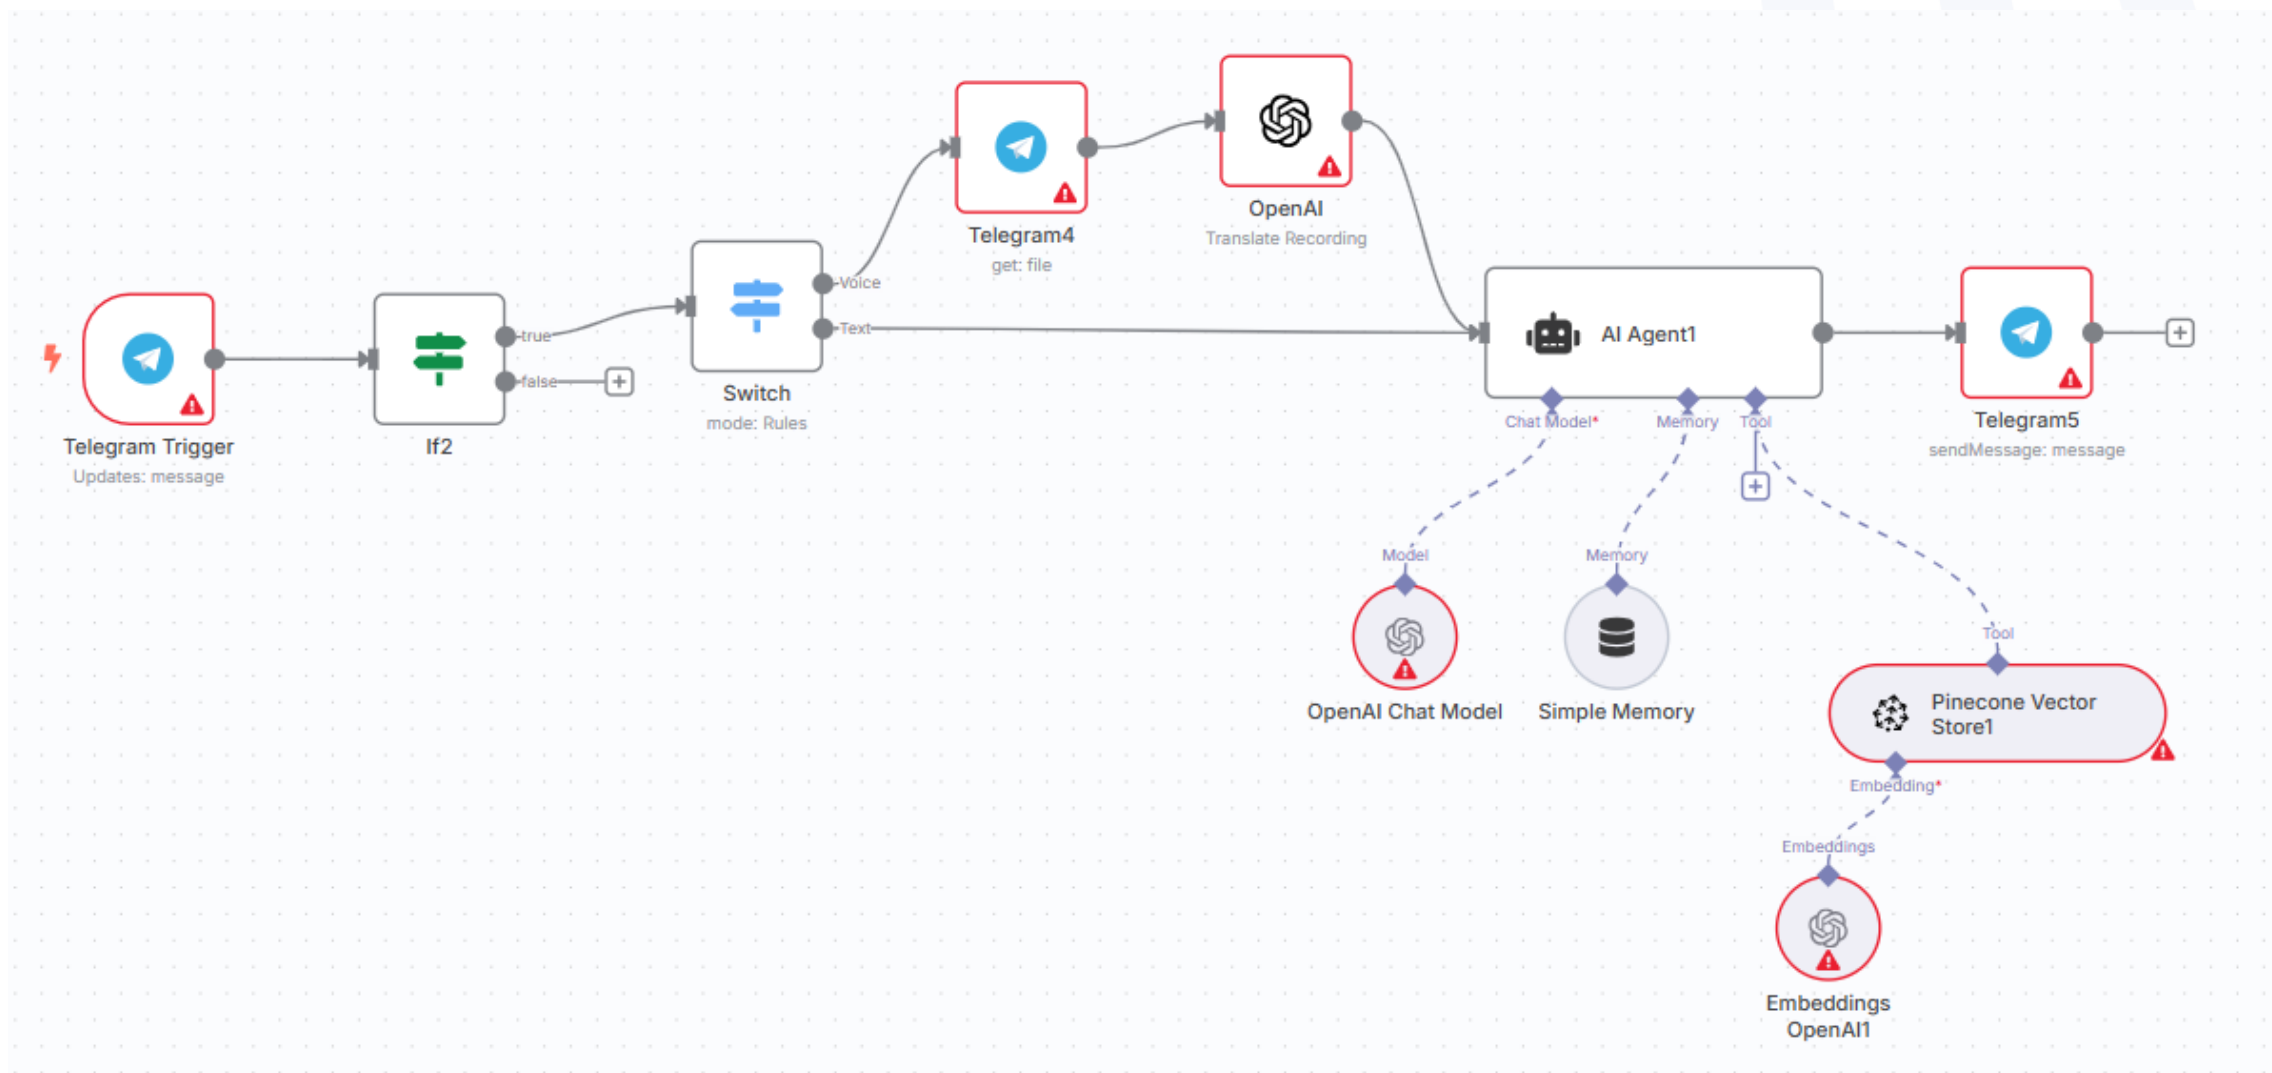 Telegram Trigger
Updates: message
true
false
If2
Voice
Text
Switch
mode: Rules
Telegram4
get: file
OpenAI
Translate Recording
AI Agent1
Chat Model*
Memory
Tool
Telegram5
sendMessage: message
Model
OpenAI Chat Model
Memory
Simple Memory
Tool
Pinecone Vector
Store1
Embedding*
Embeddings
Embeddings
OpenAI1